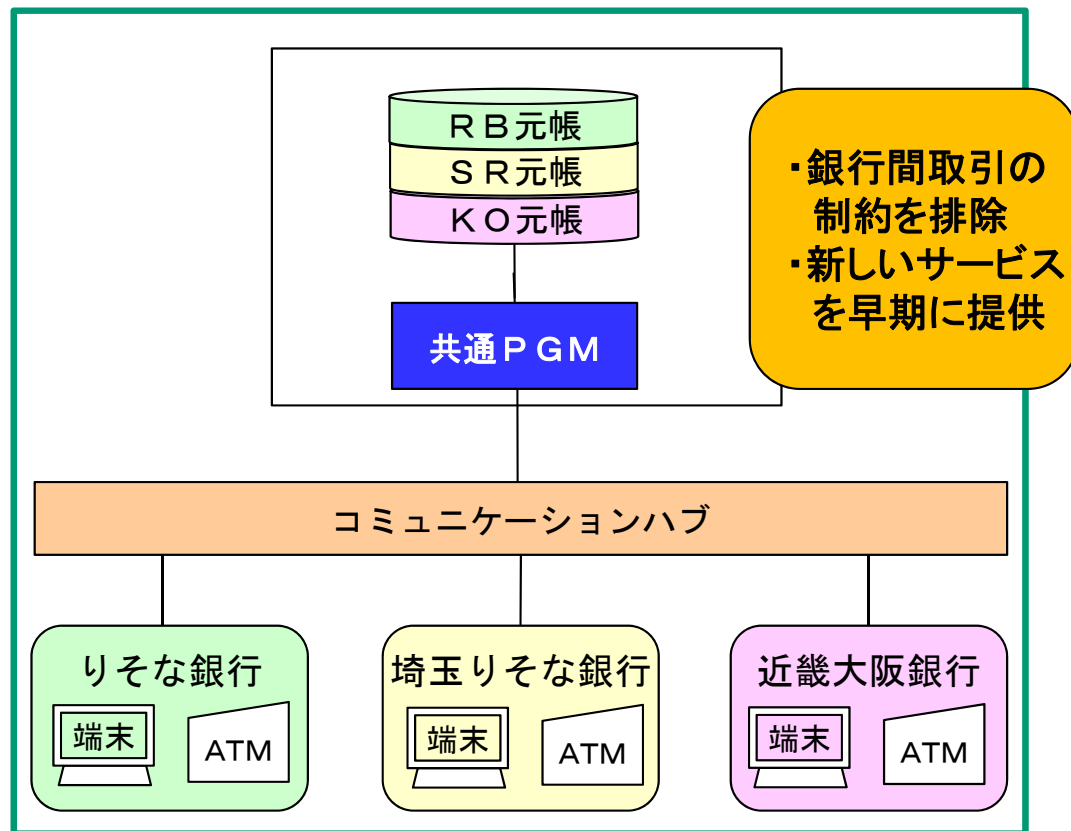 RB元帳
SR元帳
KO元帳
共通PGM
・銀行間取引の
制約を排除
・新しいサービス
を早期に提供
コミュニケーションハブ
りそな銀行
端末
ATM
埼玉りそな銀行
端末
ATM
近畿大阪銀行
端末
ATM